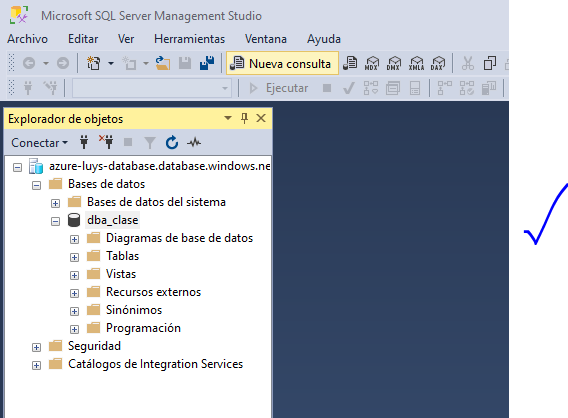 Microsoft SQL Server Management Studio
Archivo Editar Ver Herramientas Ventana Ayuda
Nueva consulta MDX DMX XMLA DAX
Ejecutar
Explorador de objetos
Conectar
azure-luys-database.database.windows.ne
Bases de datos
Bases de datos del sistema
dba_clase
Diagramas de base de datos
Tablas
Vistas
Recursos externos
Sinónimos
Programación
Seguridad
Catálogos de Integration Services